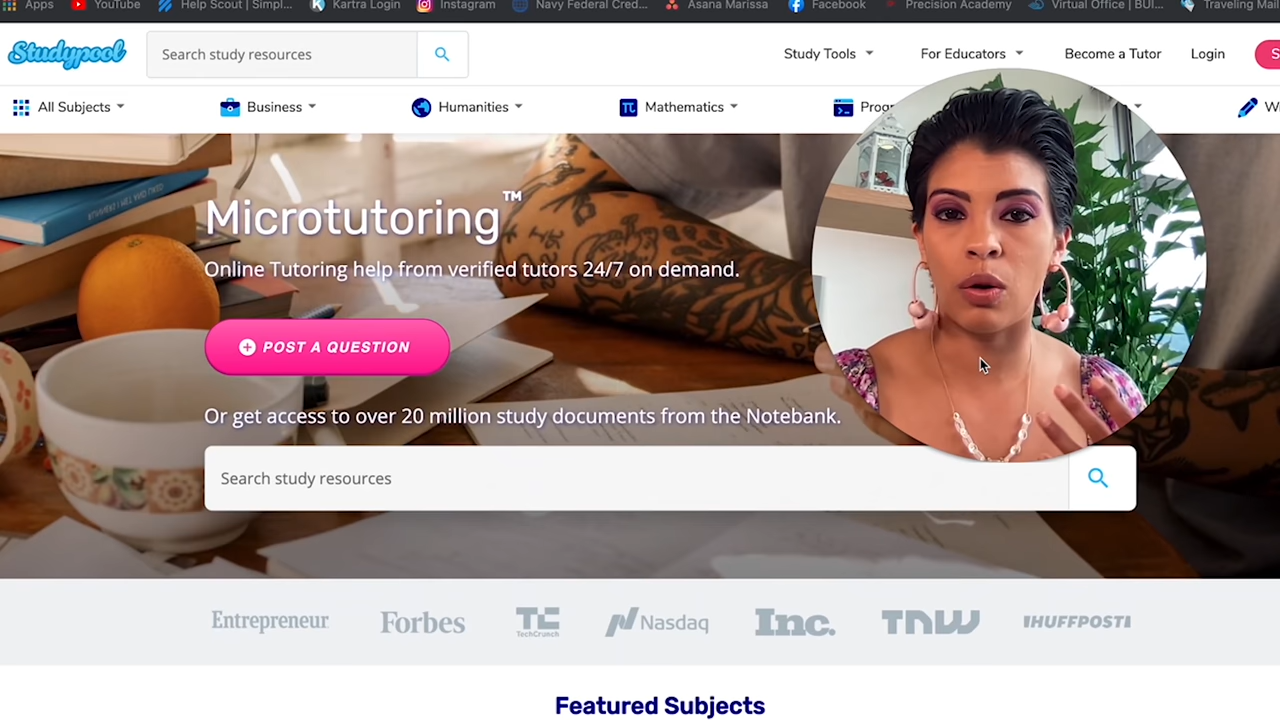 Apps YouTube Help Scout | Simpl... Kartra Login Instagram Navy Federal Cred... Asana Marissa Facebook Precision Academy Virtual Office | BUI... Traveling Mail
Studypool Search study resources Study Tools For Educators Become a Tutor Login S
All Subjects Business Humanities Mathematics Prog W
Microtutoring™
Online Tutoring help from verified tutors 24/7 on demand.
POST A QUESTION
Or get access to over 20 million study documents from the Notebank.
Search study resources
Entrepreneur Forbes TC TechCrunch Nasdaq Inc. TNW HUFFPOST
Featured Subjects